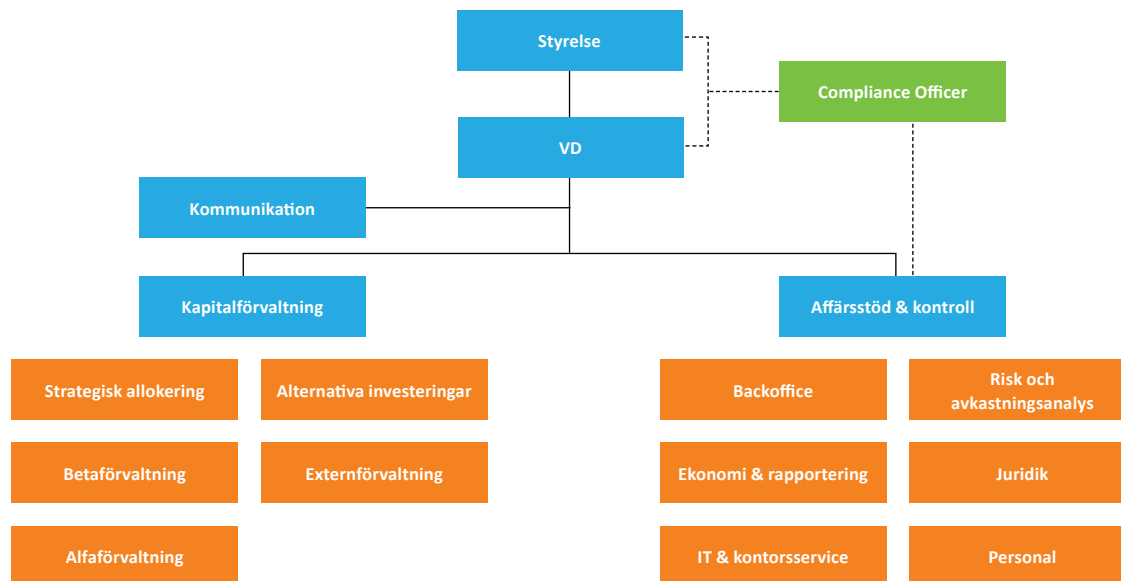 Styrelse
Compliance Officer
VD
Kommunikation
Kapitalförvaltning
Affärsstöd & kontroll
Strategisk allokering
Alternativa investeringar
Backoffice
Risk och
avkastningsanalys
Betaförvaltning
Externförvaltning
Ekonomi & rapportering
Juridik
Alfaförvaltning
IT & kontorsservice
Personal